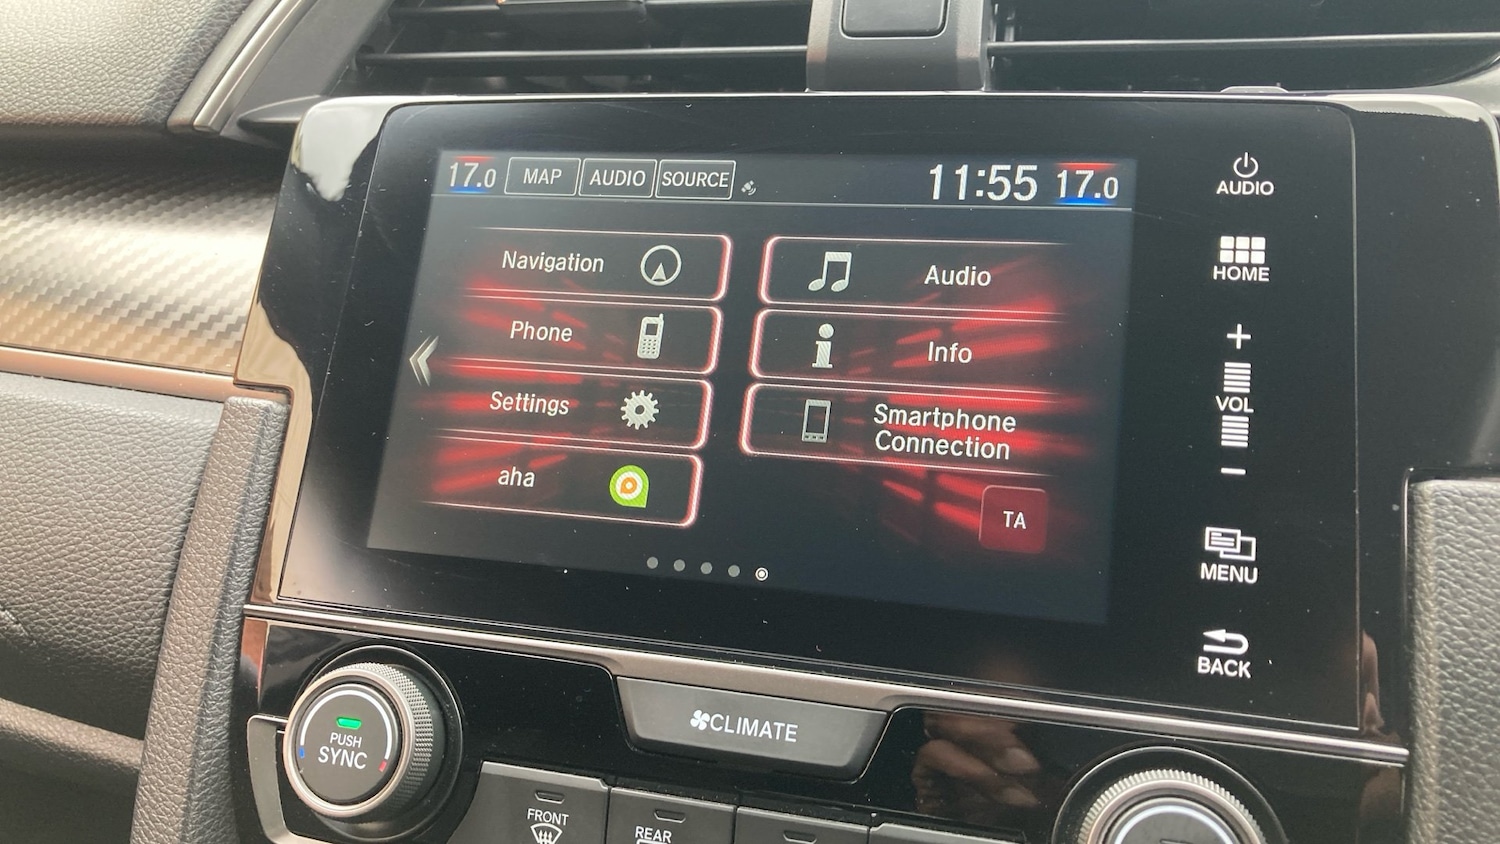 17.0 MAP AUDIO SOURCE 11:55 17.0
Navigation
Audio
Phone
Info
Settings
Smartphone
Connection
aha
TA
AUDIO
HOME
+
VOL
-
MENU
BACK
CLIMATE
PUSH
SYNC
FRONT
REAR